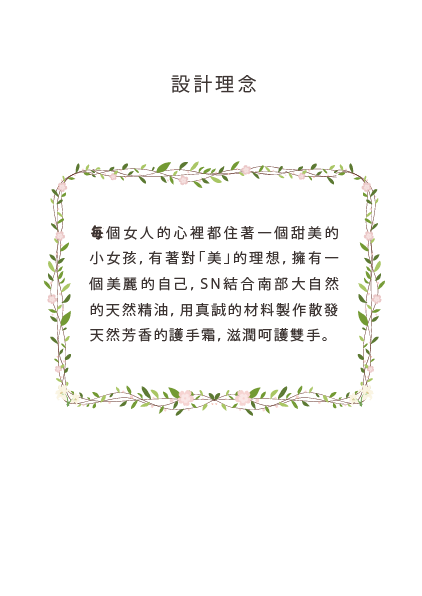 設計理念
每個女人的心裡都住著一個甜美的
小女孩, 有著對「美」的理想, 擁有一
個美麗的自己, SN結合南部大自然
的天然精油, 用真誠的材料製作散發
天然芳香的護手霜, 滋潤呵護雙手。